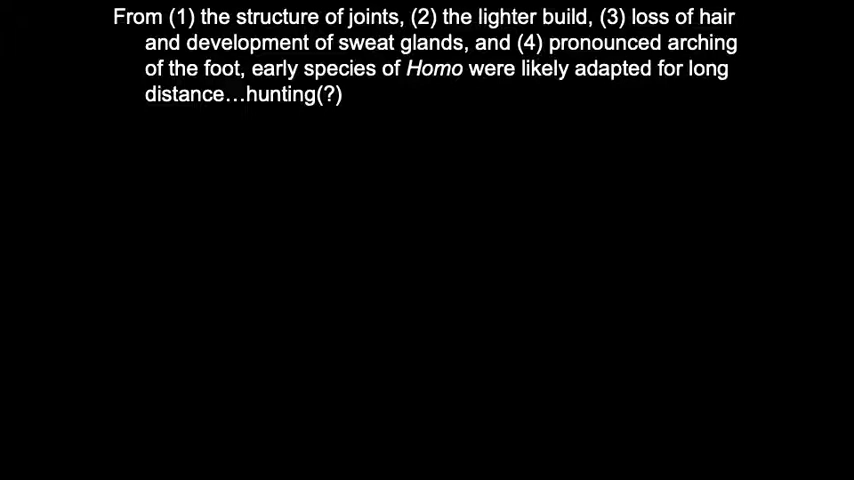 From (1) the structure of joints, (2) the lighter build, (3) loss of hair
and development of sweat glands, and (4) pronounced arching
of the foot, early species of Homo were likely adapted for long
distance…hunting(?)